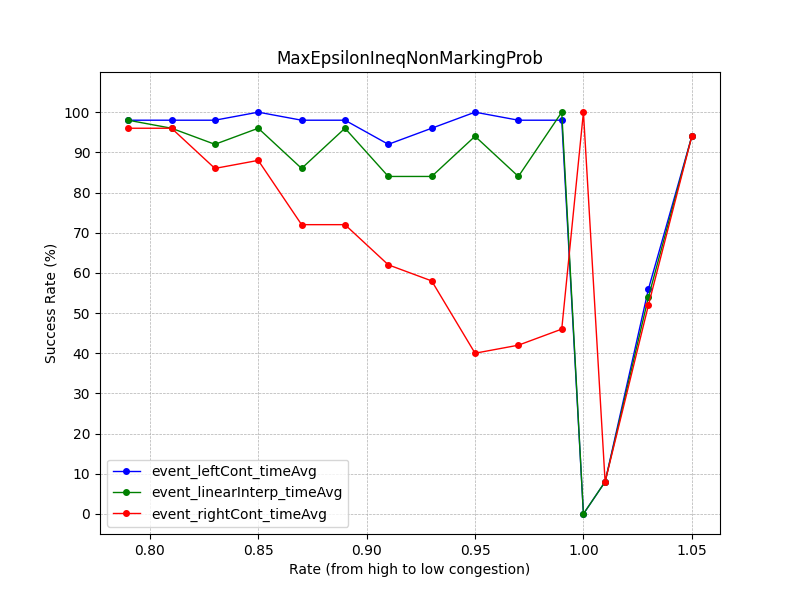 MaxEpsilonIneqNonMarkingProb
Success Rate (%)
100
90
80
70
60
50
40
30
20
10
0
event_leftCont_timeAvg
event_linearInterp_timeAvg
event_rightCont_timeAvg
0.80 0.85 0.90 0.95 1.00 1.05
Rate (from high to low congestion)